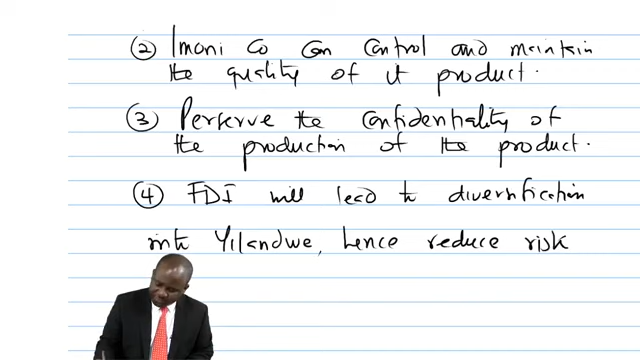 ② Imani Co can control and maintain
the quality of it product.
③ Perserve the confidentiality of
the production of the product.
④ FDI will lead to diversification
into Yilandwe, hence reduce risk